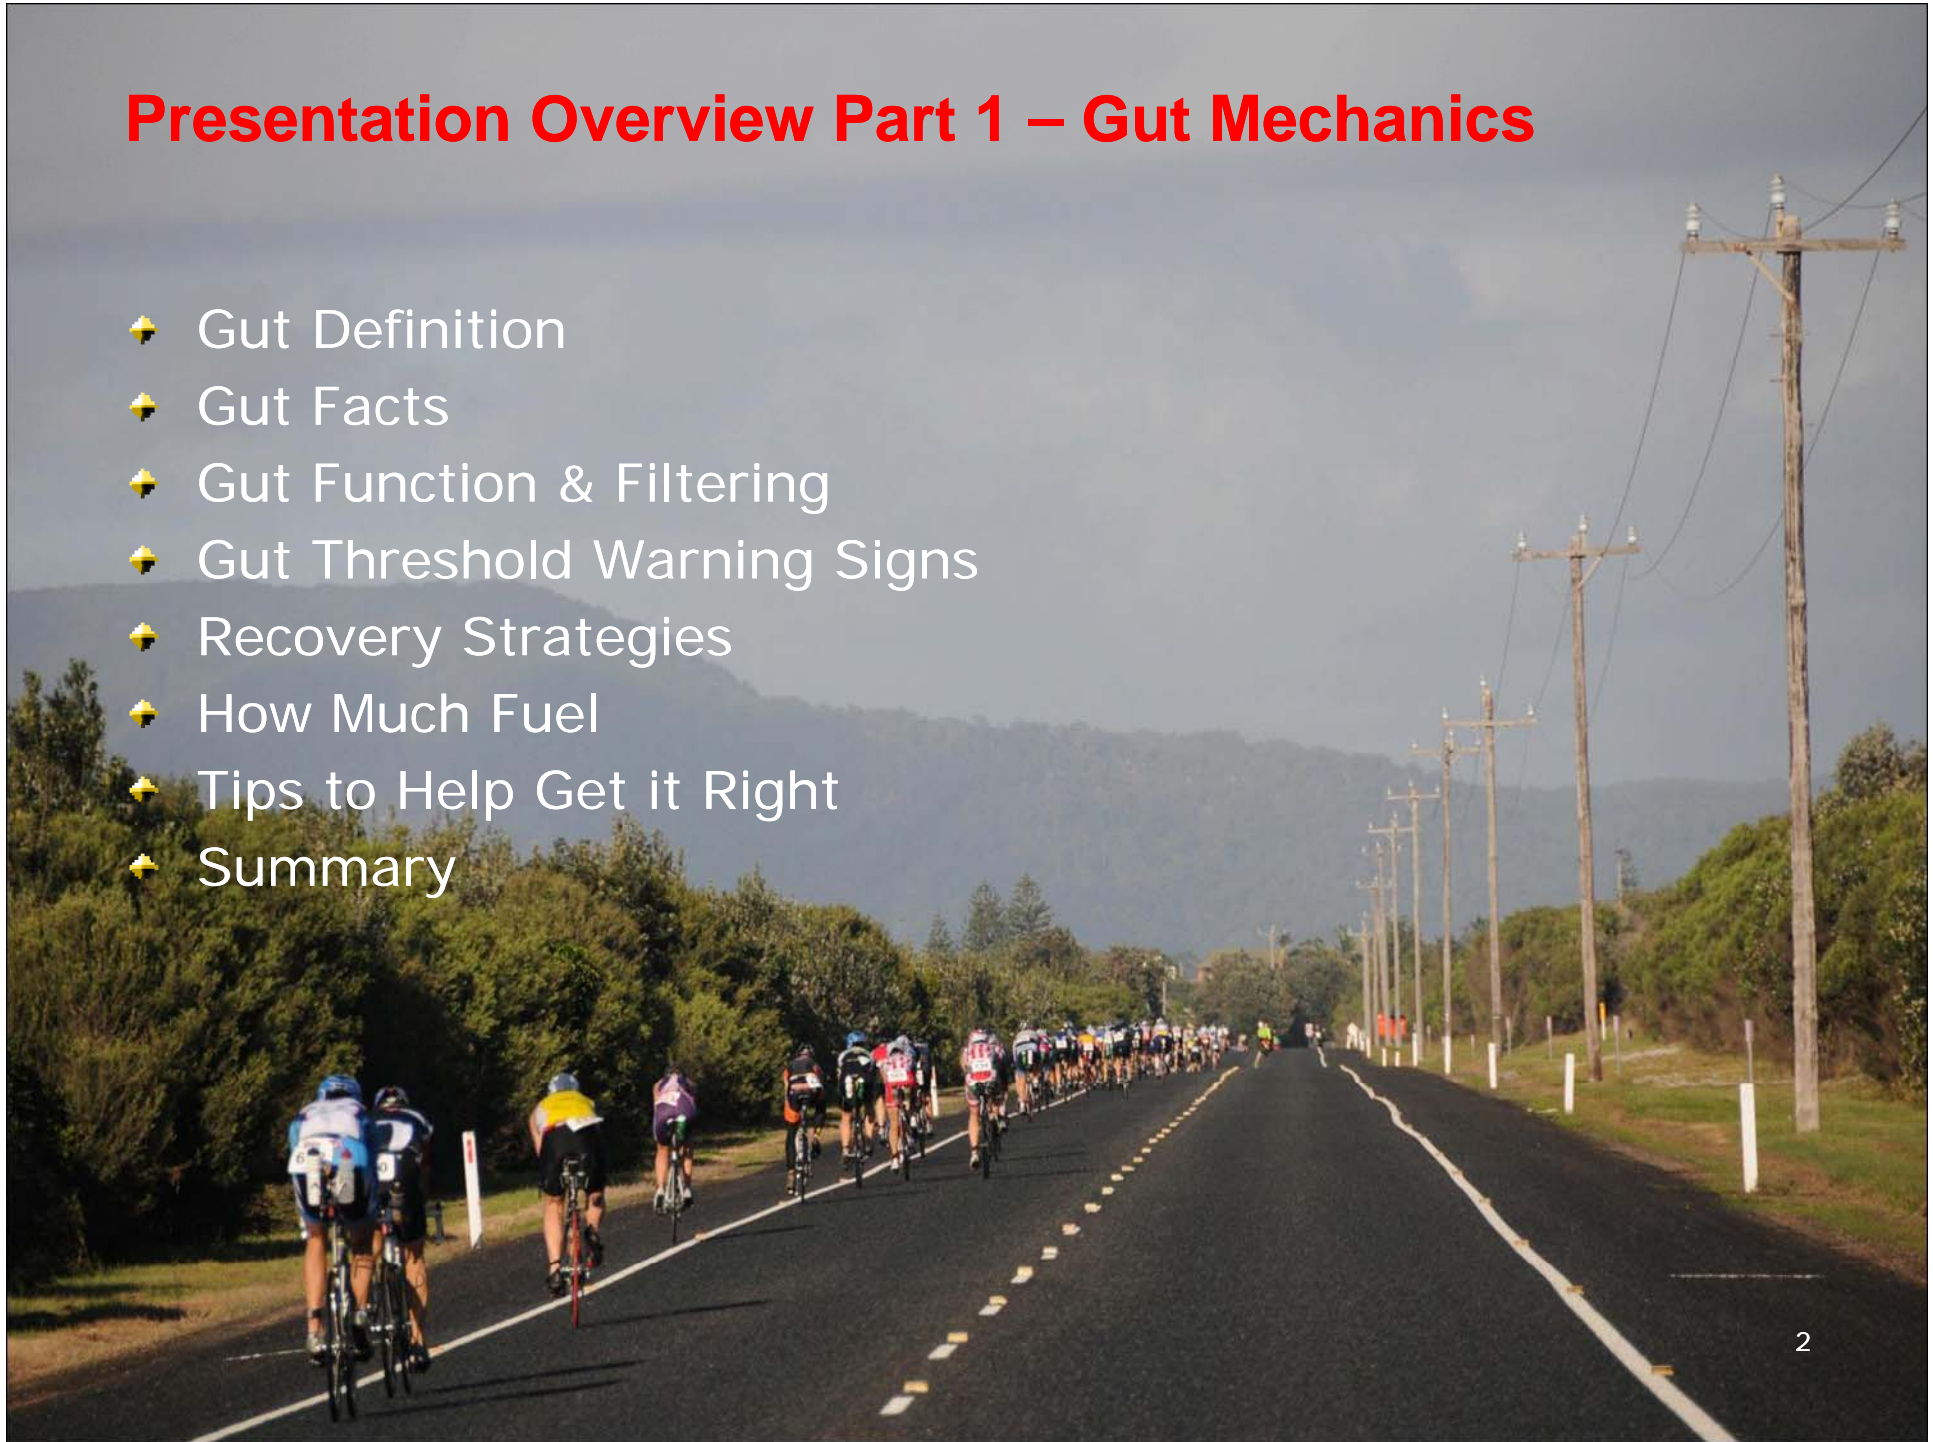 Presentation Overview Part 1 – Gut Mechanics
Gut Definition
Gut Facts
Gut Function & Filtering
Gut Threshold Warning Signs
Recovery Strategies
How Much Fuel
Tips to Help Get it Right
Summary
2